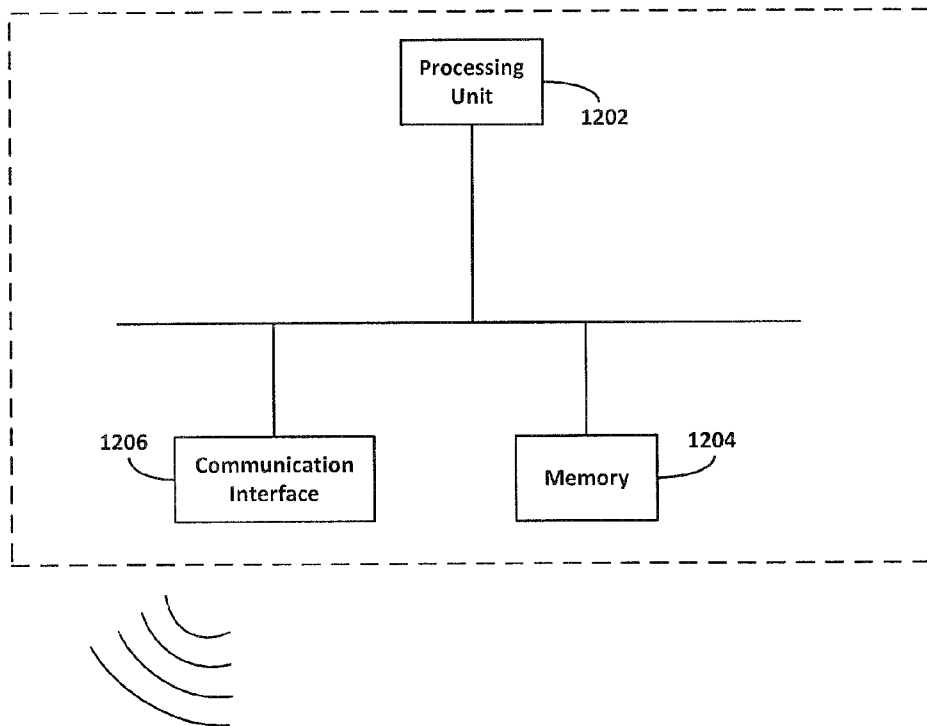 Processing
Unit
1202
1206
Communication
Interface
1204
Memory